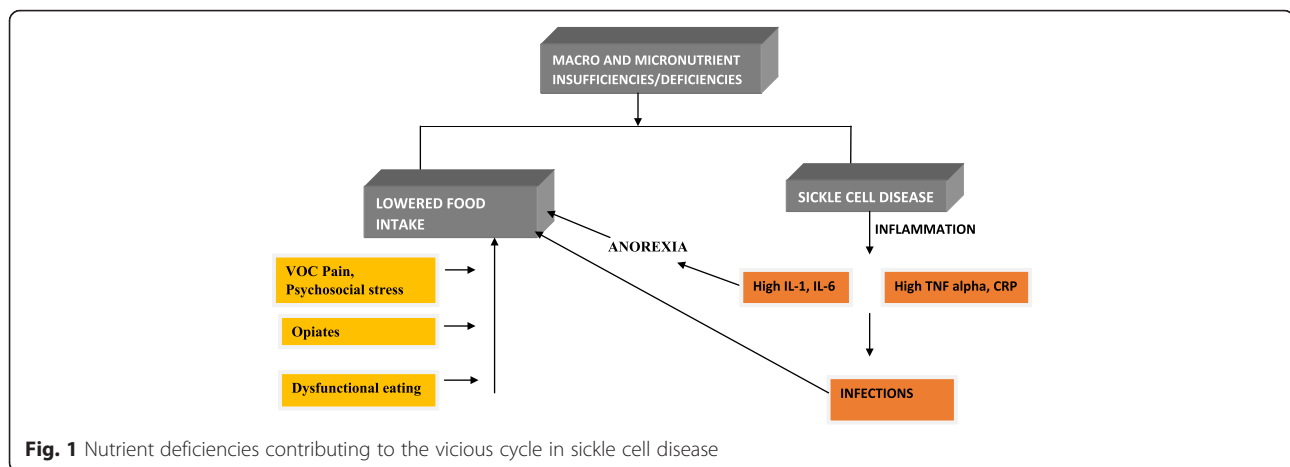 MACRO AND MICRONUTRIENT
INSUFFICIENCIES/DEFICIENCIES
LOWERED FOOD
INTAKE
SICKLE CELL DISEASE
INFLAMMATION
ANOREXIA
VOC Pain,
Psychosocial stress
High IL-1, IL-6
High TNF alpha, CRP
Opiates
Dysfunctional eating
INFECTIONS
Fig. 1 Nutrient deficiencies contributing to the vicious cycle in sickle cell disease